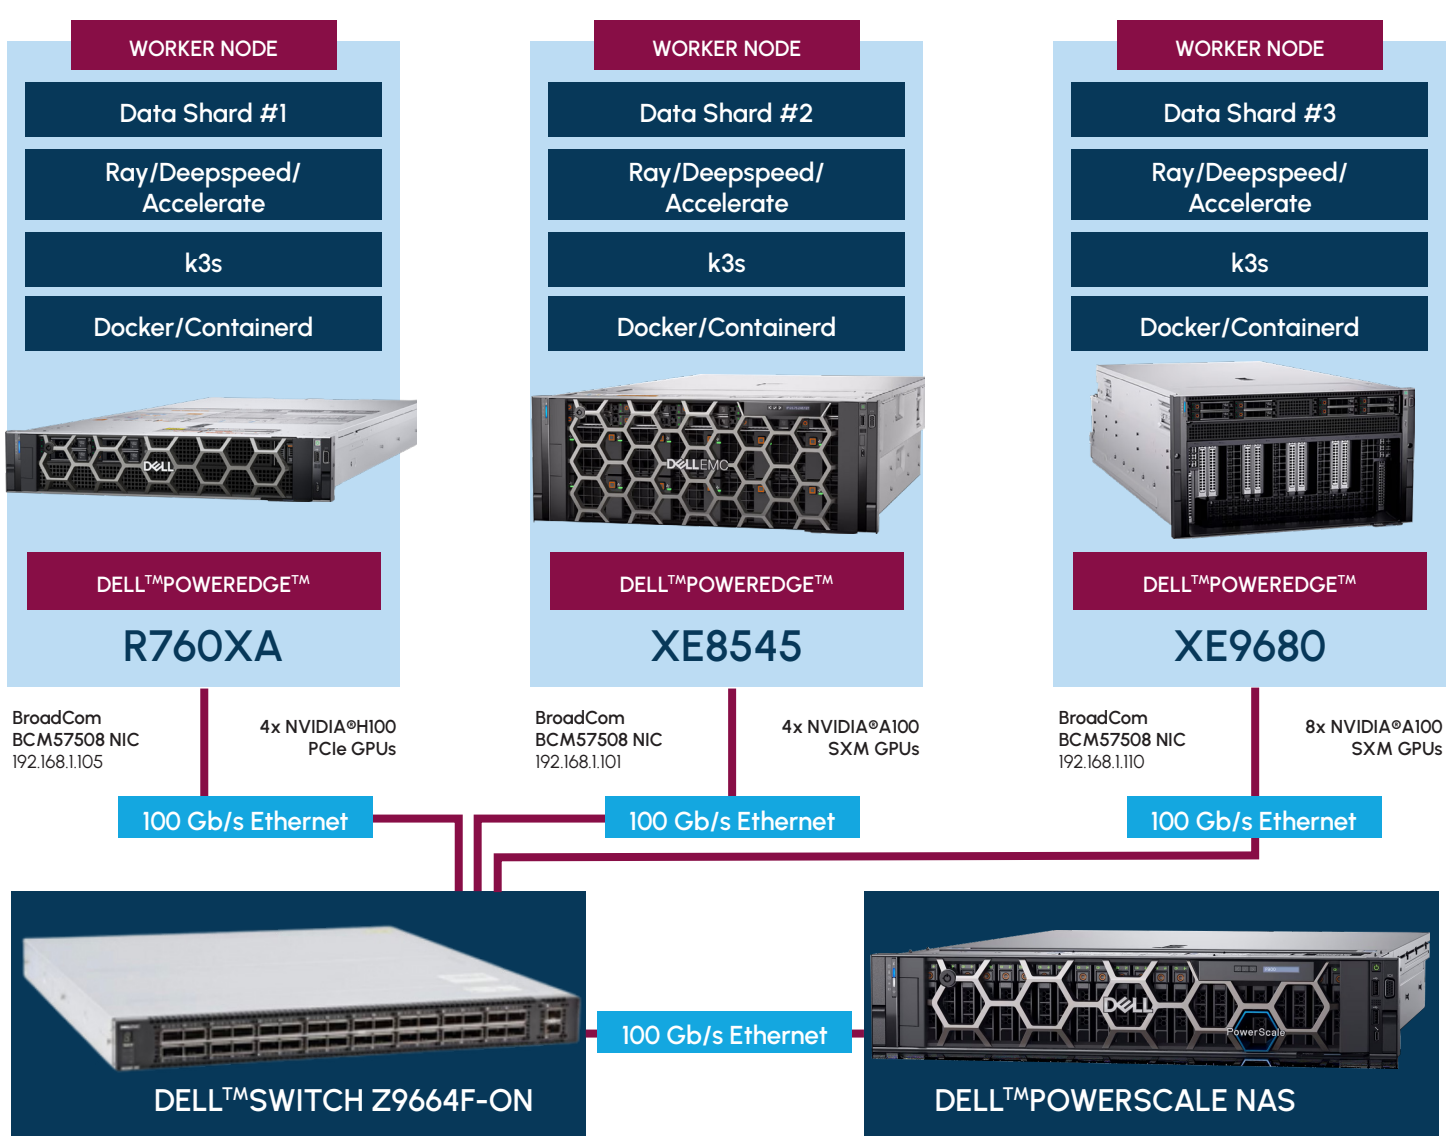 WORKER NODE
Data Shard #1
Ray/Deepspeed/
Accelerate
k3s
Docker/Containerd
DELL
DELL™POWEREDGE™
R760XA
BroadCom
BCM57508 NIC
192.168.1.105
4x NVIDIA®H100
PCIe GPUs
100 Gb/s Ethernet
WORKER NODE
Data Shard #2
Ray/Deepspeed/
Accelerate
k3s
Docker/Containerd
DELLEMC
DELL™POWEREDGE™
XE8545
BroadCom
BCM57508 NIC
192.168.1.101
4x NVIDIA®A100
SXM GPUs
100 Gb/s Ethernet
WORKER NODE
Data Shard #3
Ray/Deepspeed/
Accelerate
k3s
Docker/Containerd
DELL™POWEREDGE™
XE9680
BroadCom
BCM57508 NIC
192.168.1.110
8x NVIDIA®A100
SXM GPUs
100 Gb/s Ethernet
DELL™SWITCH Z9664F-ON
100 Gb/s Ethernet
DELL
PowerScale
DELL™POWERSCALE NAS